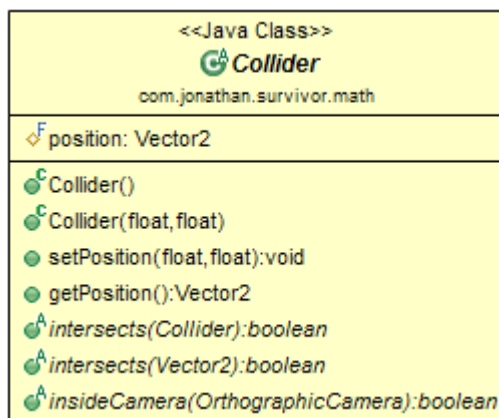 <<Java Class>>
Collider
com.jonathan.survivor.math
position: Vector2
Collider()
Collider(float,float)
setPosition(float,float):void
getPosition():Vector2
intersects(Collider):boolean
intersects(Vector2):boolean
insideCamera(OrthographicCamera):boolean